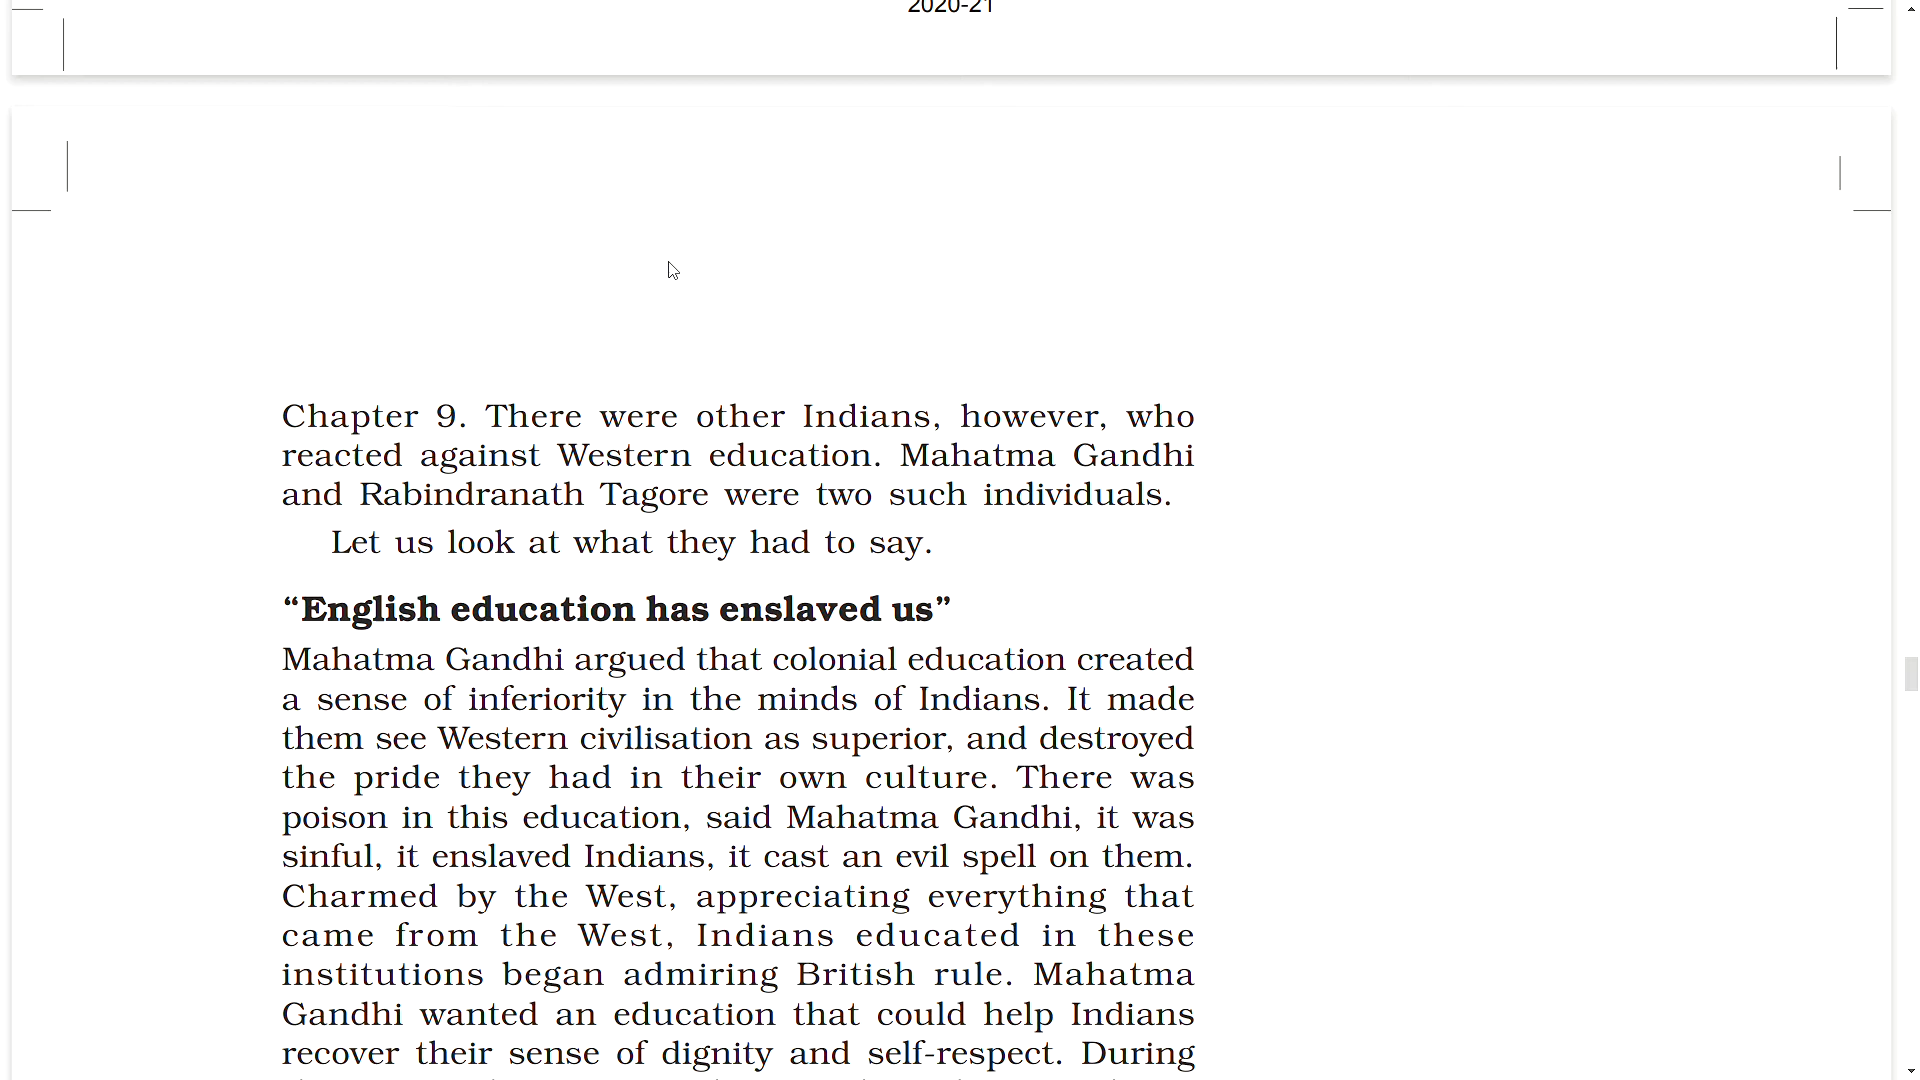 2020-21
Chapter 9. There were other Indians, however, who
reacted against Western education. Mahatma Gandhi
and Rabindranath Tagore were two such individuals.
Let us look at what they had to say.
“English education has enslaved us”
Mahatma Gandhi argued that colonial education created
a sense of inferiority in the minds of Indians. It made
them see Western civilisation as superior, and destroyed
the pride they had in their own culture. There was
poison in this education, said Mahatma Gandhi, it was
sinful, it enslaved Indians, it cast an evil spell on them.
Charmed by the West, appreciating everything that
came from the West, Indians educated in these
institutions began admiring British rule. Mahatma
Gandhi wanted an education that could help Indians
recover their sense of dignity and self-respect. During